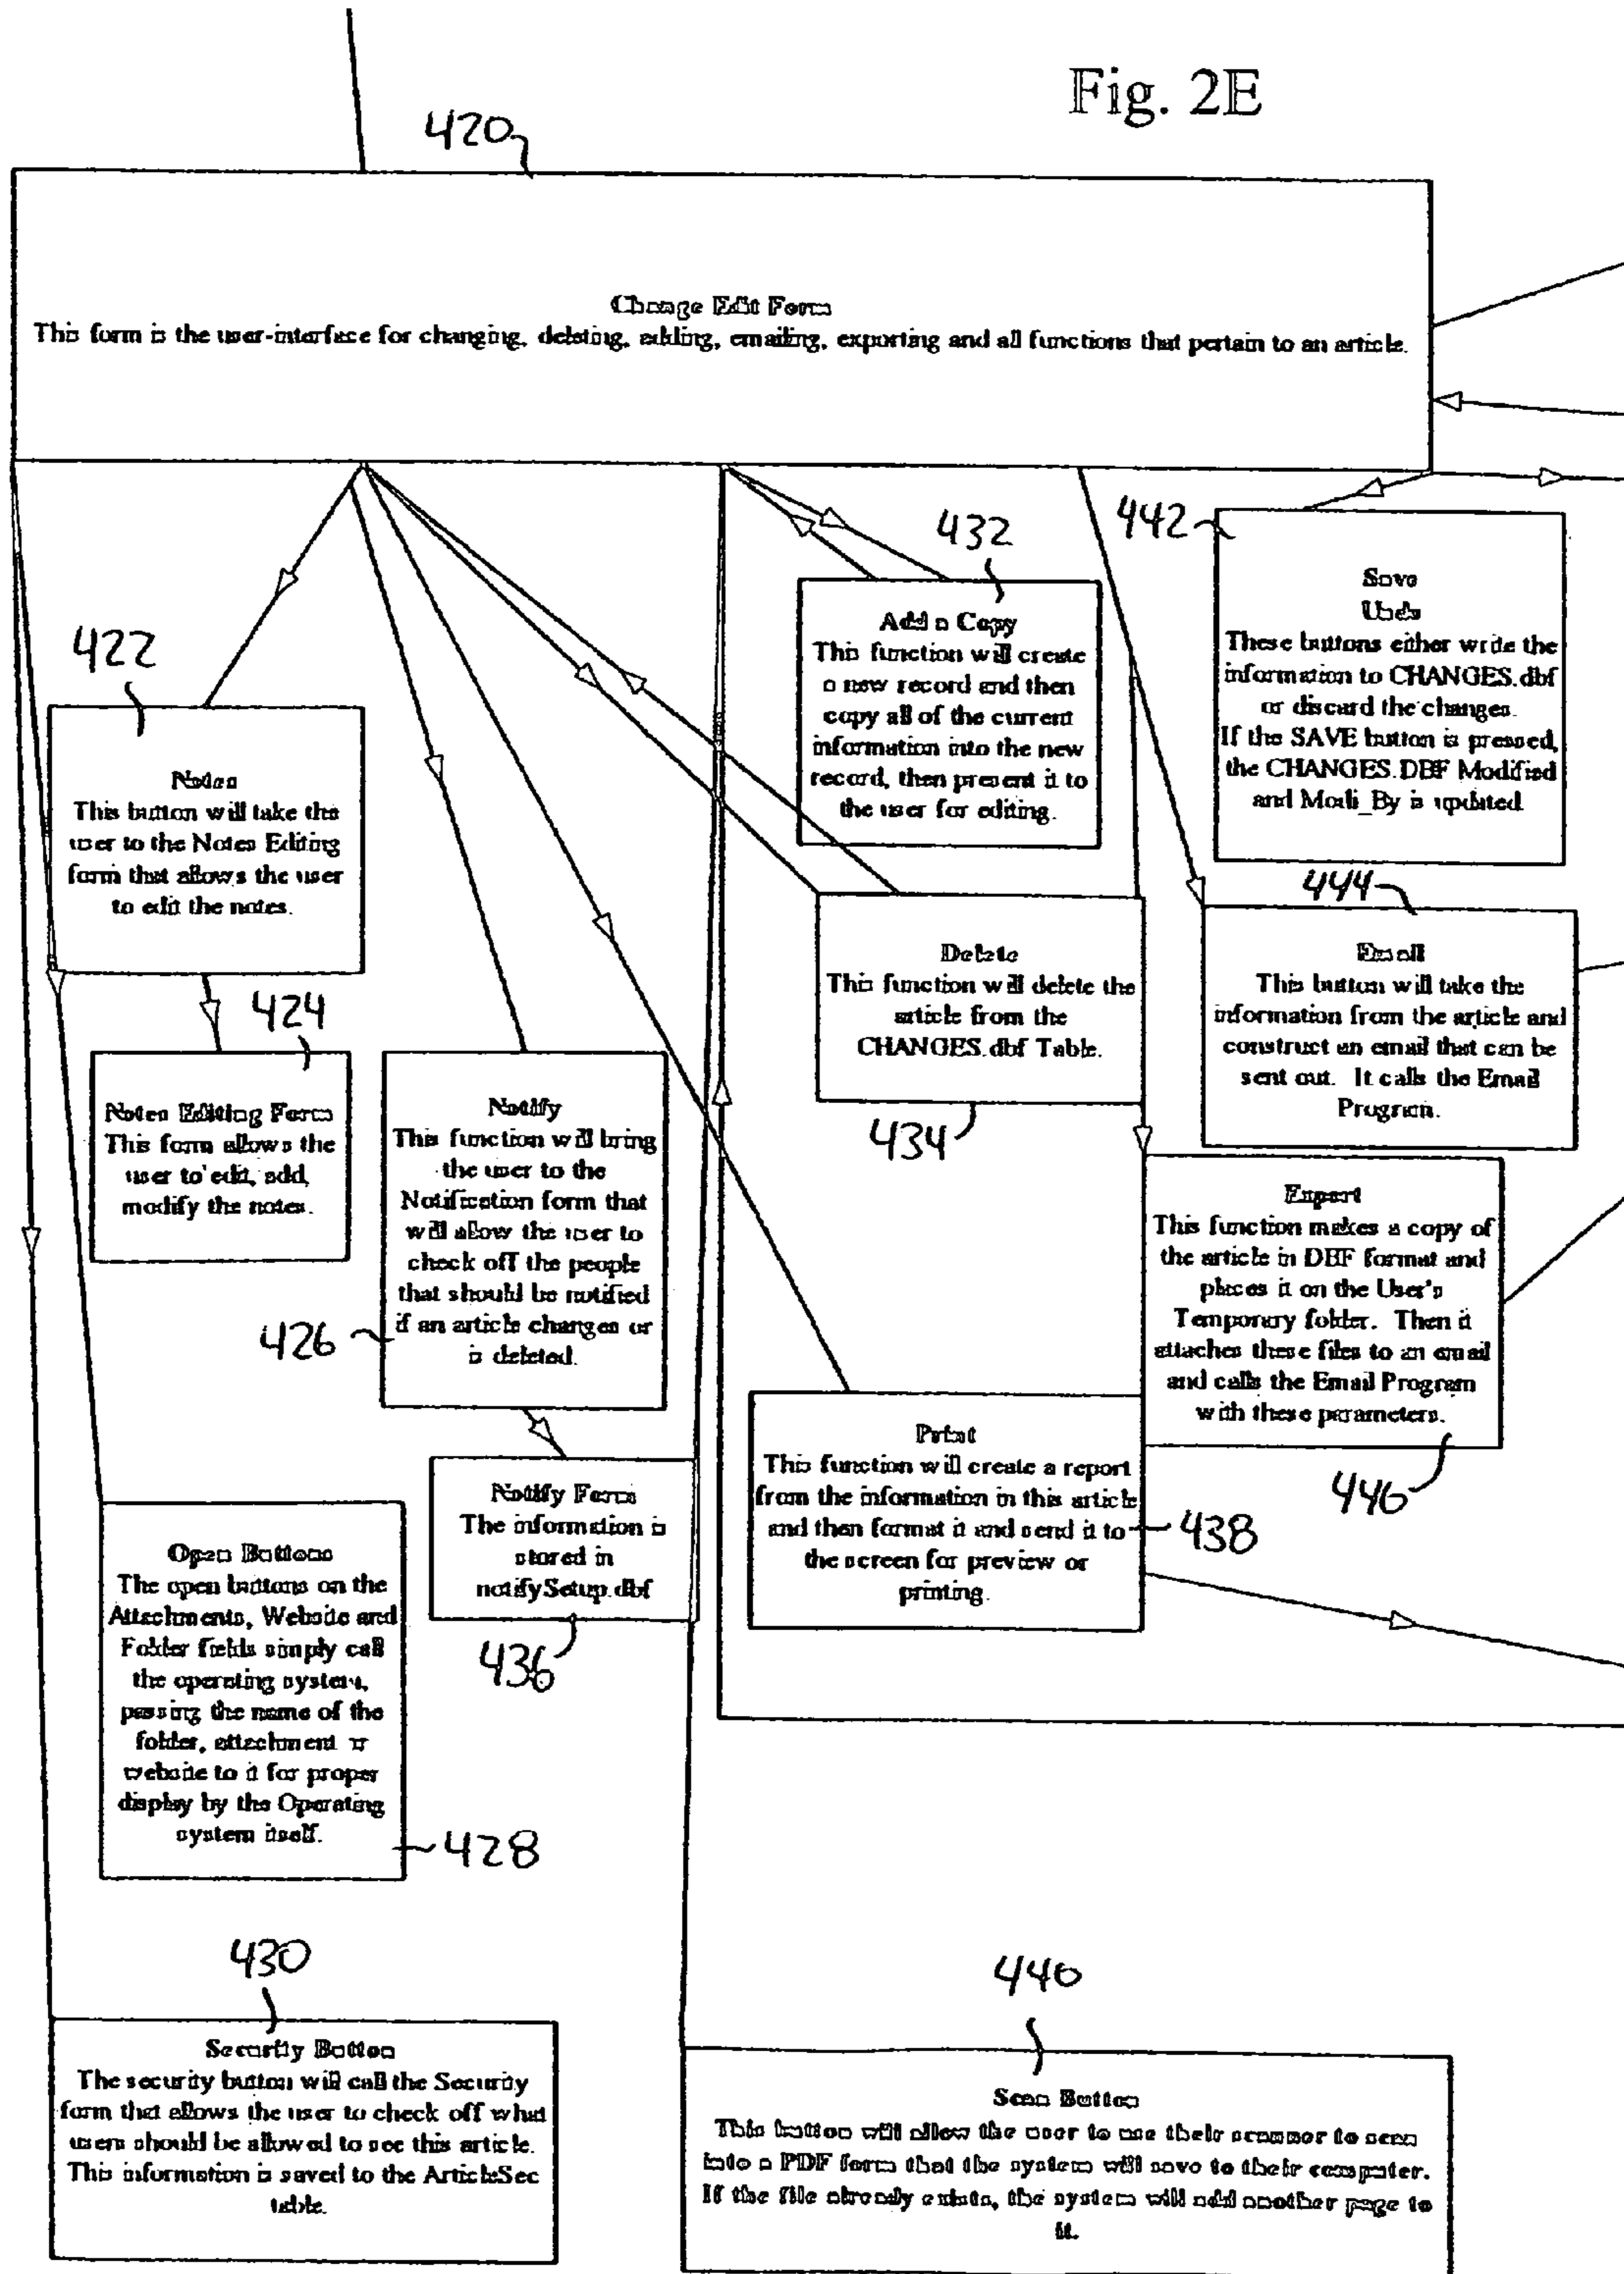 Fig. 2E
420
Change Edit Form
This form is the user-interface for changing, deleting, adding, emailing, exporting and all functions that pertain to an article.
432
442
Add a Copy
This function will create
a new record and then
copy all of the current
information into the new
record, then present it to
the user for editing.
Save
Undo
These buttons either write the
information to CHANGES.dbf
or discard the changes.
If the SAVE button is pressed,
the CHANGES.DBF Modified
and Modi_By is updated
422
Notes
This button will take the
user to the Notes Editing
form that allows the user
to edit the notes.
444
Delete
This function will delete the
article from the
CHANGES.dbf Table.
434
Email
This button will take the
information from the article and
construct an email that can be
sent out. It calls the Email
Program.
424
Notes Editing Form
This form allows the
user to edit, add,
modify the notes.
Notify
This function will bring
the user to the
Notification form that
will allow the user to
check off the people
that should be notified
if an article changes or
is deleted.
426
Export
This function makes a copy of
the article in DBF format and
places it on the User's
Temporary folder. Then it
attaches these files to an email
and calls the Email Program
with these parameters.
446
Print
This function will create a report
from the information in this article
and then format it and send it to
the screen for preview or
printing.
438
Notify Form
The information is
stored in
notifySetup.dbf
436
Open Buttons
The open buttons on the
Attachments, Website and
Folder fields simply call
the operating system,
passing the name of the
folder, attachment or
website to it for proper
display by the Operating
system itself.
428
430
Security Button
The security button will call the Security
form that allows the user to check off what
users should be allowed to see this article.
This information is saved to the ArticleSec
table.
440
Scan Button
This button will allow the user to use their scanner to scan
into a PDF form that the system will save to their computer.
If the file already exists, the system will add another page to
it.